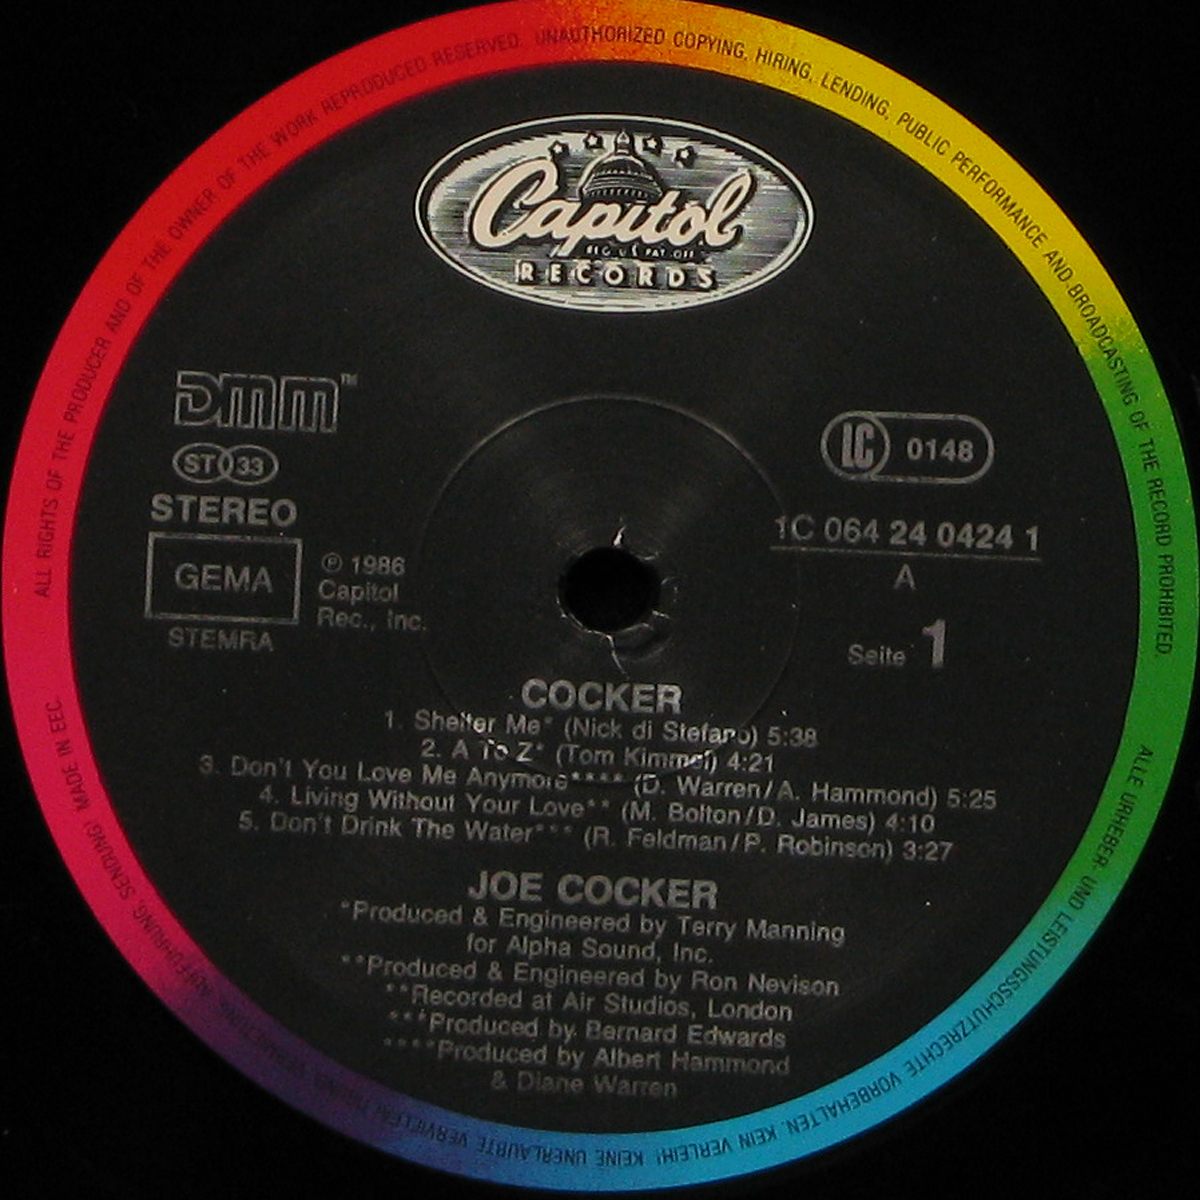 ALL RIGHTS OF THE PRODUCER AND OF THE OWNER OF THE WORK REPRODUCED RESERVED. UNAUTHORIZED COPYING, HIRING, LENDING, PUBLIC PERFORMANCE AND BROADCASTING OF THE RECORD PROHIBITED.
Capitol
REG. U.S. PAT. OFF.
RECORDS
DMM™
ST 33
STEREO
GEMA
STEMRA
℗ 1986
Capitol
Rec., Inc.
LC 0148
1C 064 24 0424 1
A
Seite 1
COCKER
1. Shelter Me* (Nick di Stefano) 5:38
2. A To Z* (Tom Kimmel) 4:21
3. Don't You Love Me Anymore**** (D. Warren/A. Hammond) 5:25
4. Living Without Your Love** (M. Bolton/D. James) 4:10
5. Don't Drink The Water*** (R. Feldman/P. Robinson) 3:27
JOE COCKER
*Produced & Engineered by Terry Manning
for Alpha Sound, Inc.
**Produced & Engineered by Ron Nevison
**Recorded at Air Studios, London
***Produced by Bernard Edwards
****Produced by Albert Hammond
& Diane Warren
ALLE URHEBER- UND LEISTUNGSSCHUTZRECHTE VORBEHALTEN. KEIN VERLEIH! KEINE UNERLAUBTE SENDUNG! MADE IN EEC.